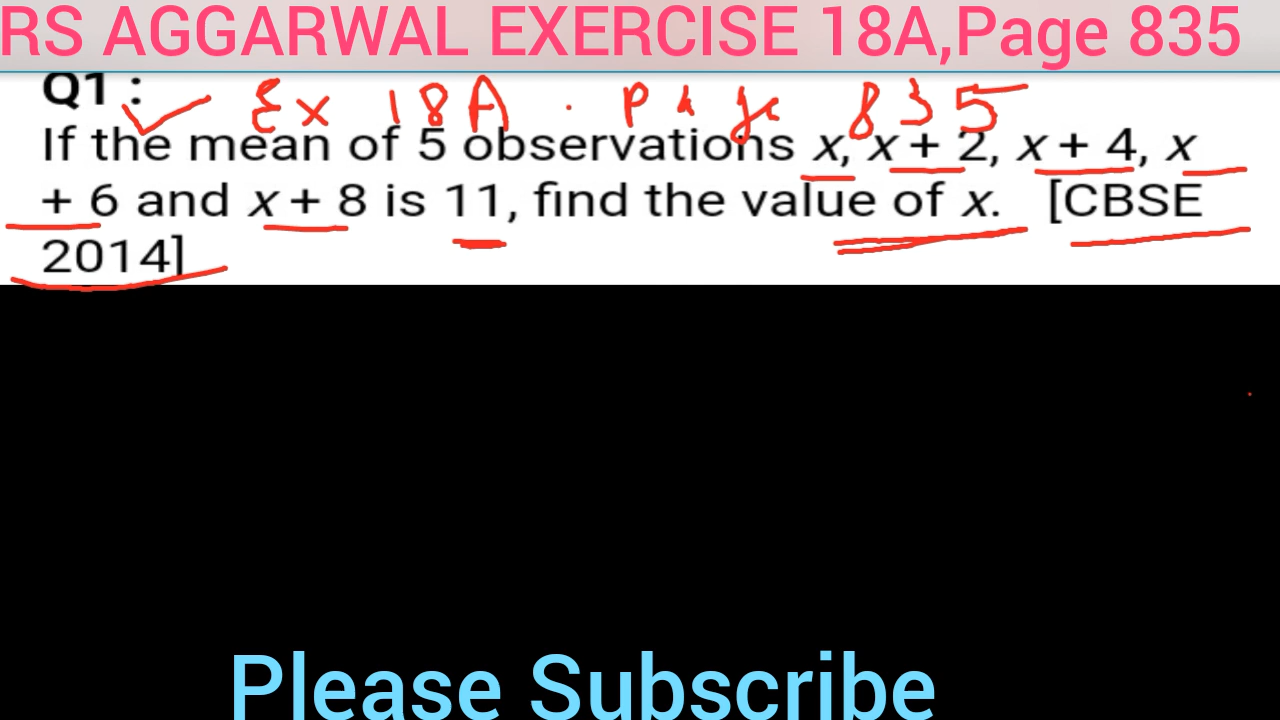 RS AGGARWAL EXERCISE 18A,Page 835
Q1 :
Ex 18A . Page 835
If the mean of 5 observations x, x + 2, x + 4, x
+ 6 and x + 8 is 11, find the value of x. [CBSE
2014]
Please Subscribe